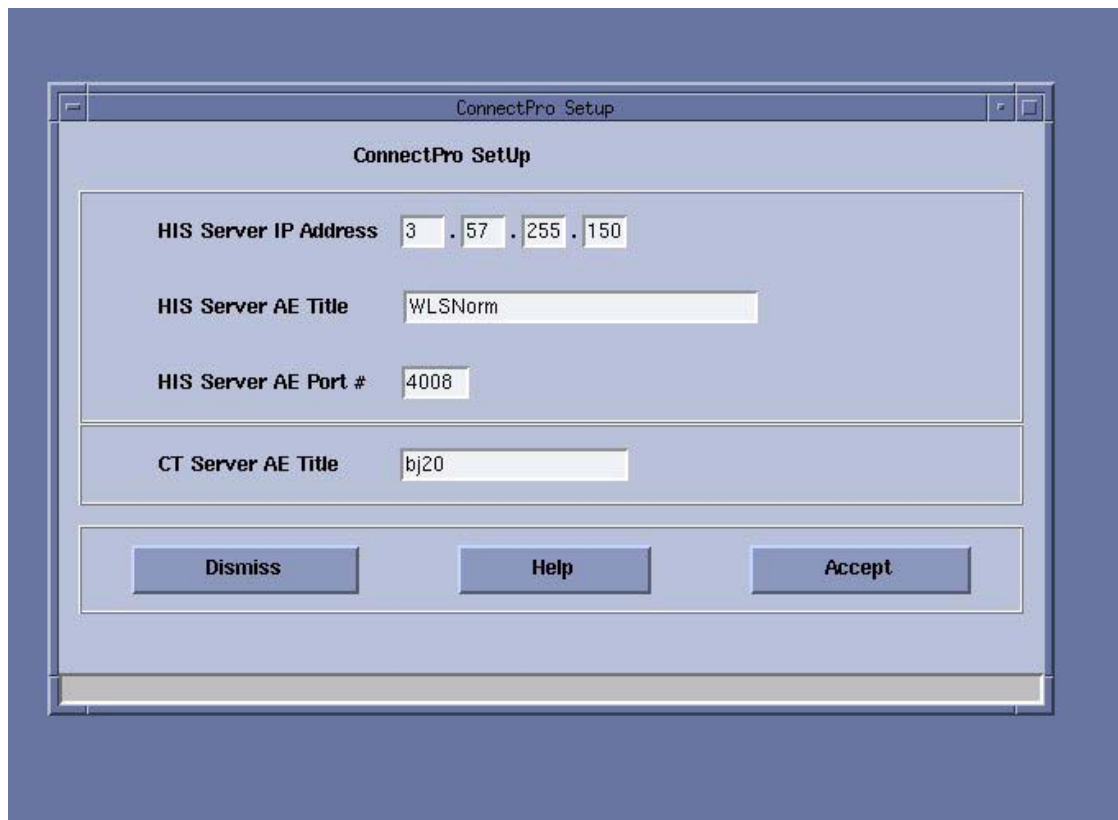 ConnectPro Setup
ConnectPro SetUp
HIS Server IP Address 3 . 57 . 255 . 150
HIS Server AE Title WLSNorm
HIS Server AE Port # 4008
CT Server AE Title bj20
Dismiss Help Accept